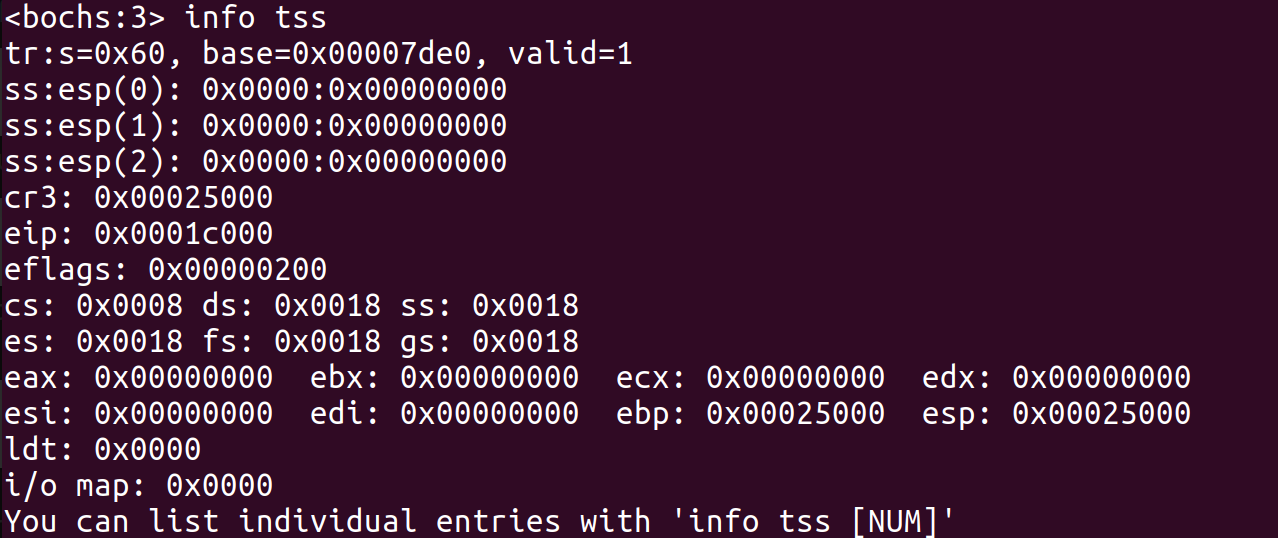 <bochs:3> info tss
tr:s=0x60, base=0x00007de0, valid=1
ss:esp(0): 0x0000:0x00000000
ss:esp(1): 0x0000:0x00000000
ss:esp(2): 0x0000:0x00000000
cr3: 0x00025000
eip: 0x0001c000
eflags: 0x00000200
cs: 0x0008 ds: 0x0018 ss: 0x0018
es: 0x0018 fs: 0x0018 gs: 0x0018
eax: 0x00000000  ebx: 0x00000000  ecx: 0x00000000  edx: 0x00000000
esi: 0x00000000  edi: 0x00000000  ebp: 0x00025000  esp: 0x00025000
ldt: 0x0000
i/o map: 0x0000
You can list individual entries with 'info tss [NUM]'